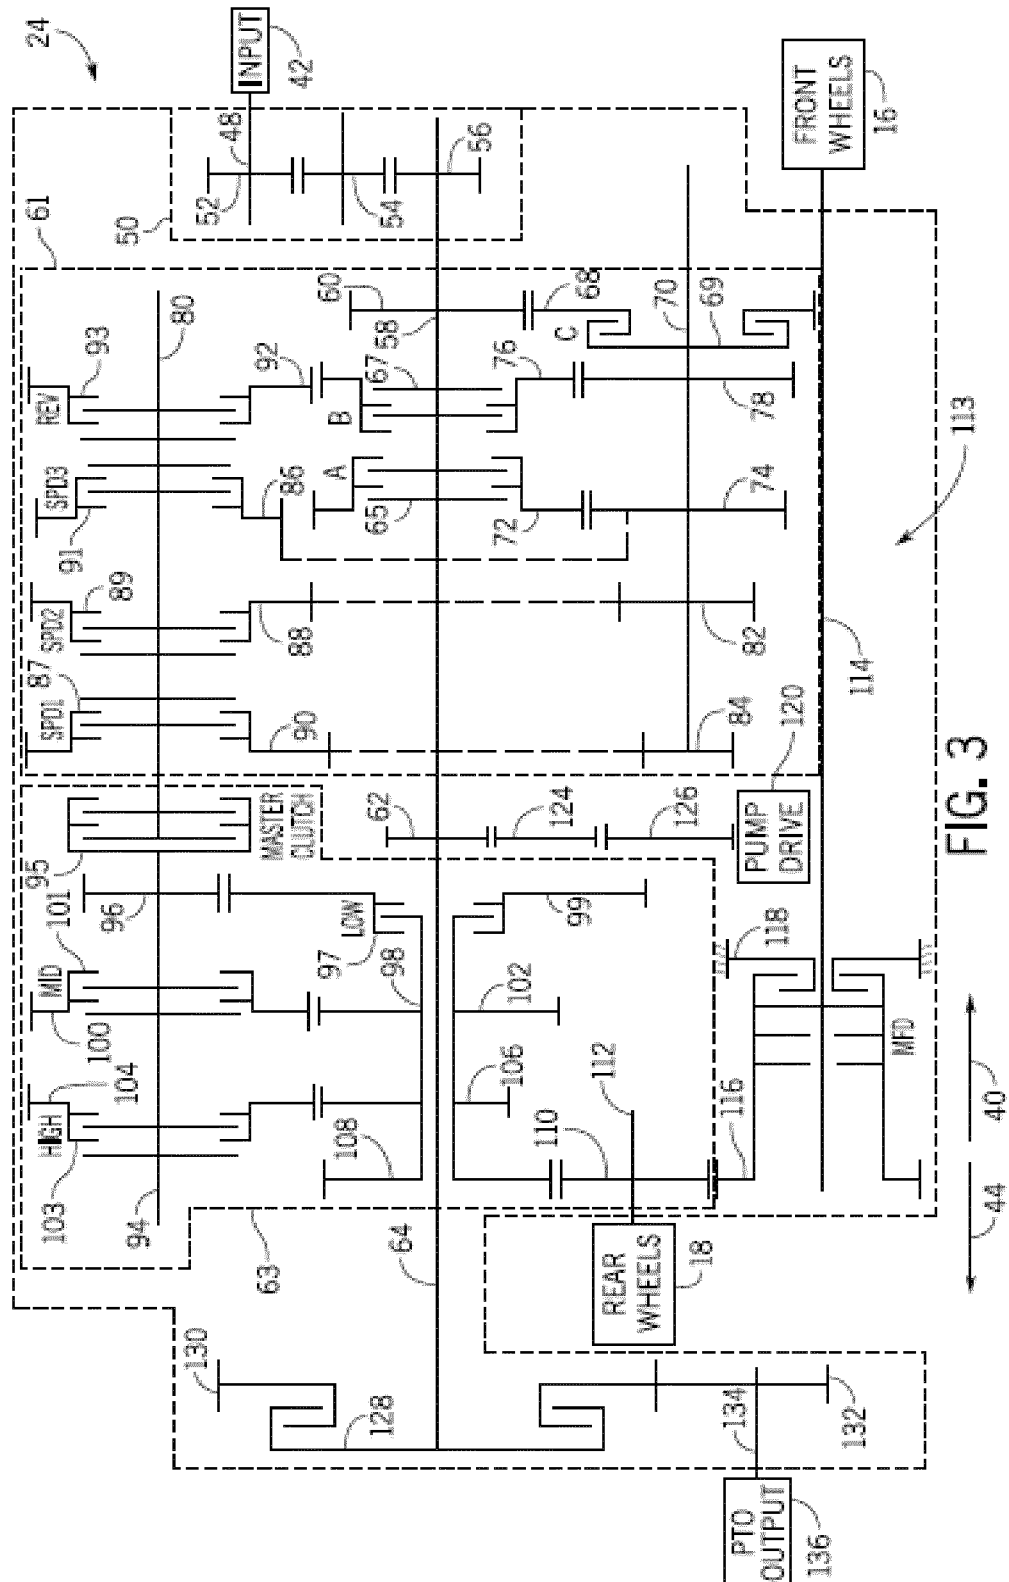 24
INPUT
42
FRONT
WHEELS
16
48
52
54
56
50
61
80
93
REV
92
60
58
68
C
70
69
67
B
76
78
SPD3
91
86
A
65
72
74
113
89
SPD2
88
82
114
87
SPD1
90
84
120
PUMP
DRIVE
62
124
126
MASTER
CLUTCH
95
96
101
LOW
97
98
99
MID
100
102
118
MFD
104
HIGH
103
106
108
110
112
116
94
63
64
REAR
WHEELS
18
40
44
130
128
134
132
PTO
OUTPUT
136
FIG. 3